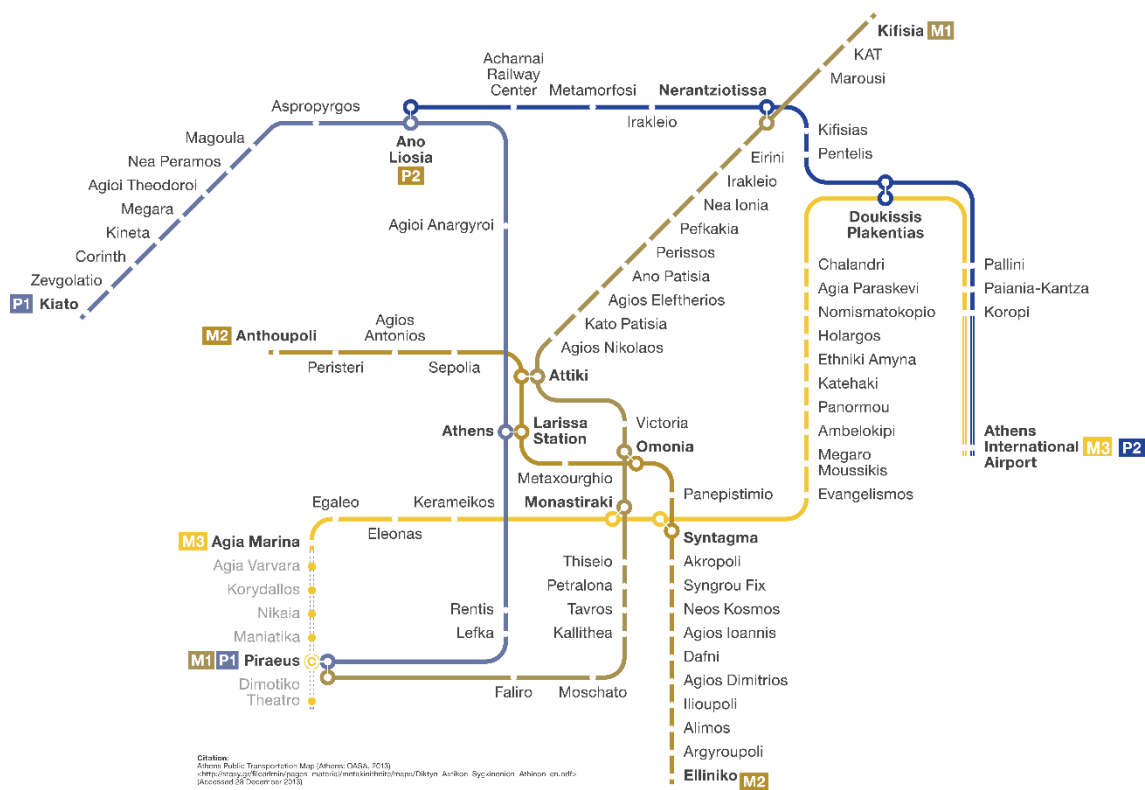 Kifisia M1
KAT
Marousi
Acharnai
Railway
Center
Metamorfosi
Nerantziotissa
Irakleio
Aspropyrgos
Magoula
Nea Peramos
Agioi Theodoroi
Megara
Kineta
Corinth
Zevgolatio
P1 Kiato
Ano
Liosia
P2
Kifisias
Pentelis
Eirini
Irakleio
Nea Ionia
Pefkakia
Perissos
Ano Patisia
Agios Eleftherios
Kato Patisia
Agios Nikolaos
Agioi Anargyroi
Doukissis
Plakentias
Chalandri
Agia Paraskevi
Nomismatokopio
Holargos
Ethniki Amyna
Katehaki
Panormou
Ambelokipi
Megaro
Moussikis
Evangelismos
Pallini
Paiania-Kantza
Koropi
Athens
International
Airport
M3 P2
M2 Anthoupoli
Peristeri
Agios
Antonios
Sepolia
Attiki
Athens
Larissa
Station
Victoria
Omonia
Metaxourghio
Monastiraki
Panepistimio
Egaleo
Eleonas
Kerameikos
M3 Agia Marina
Agia Varvara
Korydallos
Nikaia
Maniatika
M1 P1 Piraeus C
Dimotiko
Theatro
Rentis
Lefka
Thiseio
Petralona
Tavros
Kallithea
Faliro
Moschato
Syntagma
Akropoli
Syngrou Fix
Neos Kosmos
Agios Ioannis
Dafni
Agios Dimitrios
Ilioupoli
Alimos
Argyroupoli
Elliniko M2
Citation:
Athens Public Transportation Map (Athens: OASA, 2013)
(Accessed 28 December 2013)